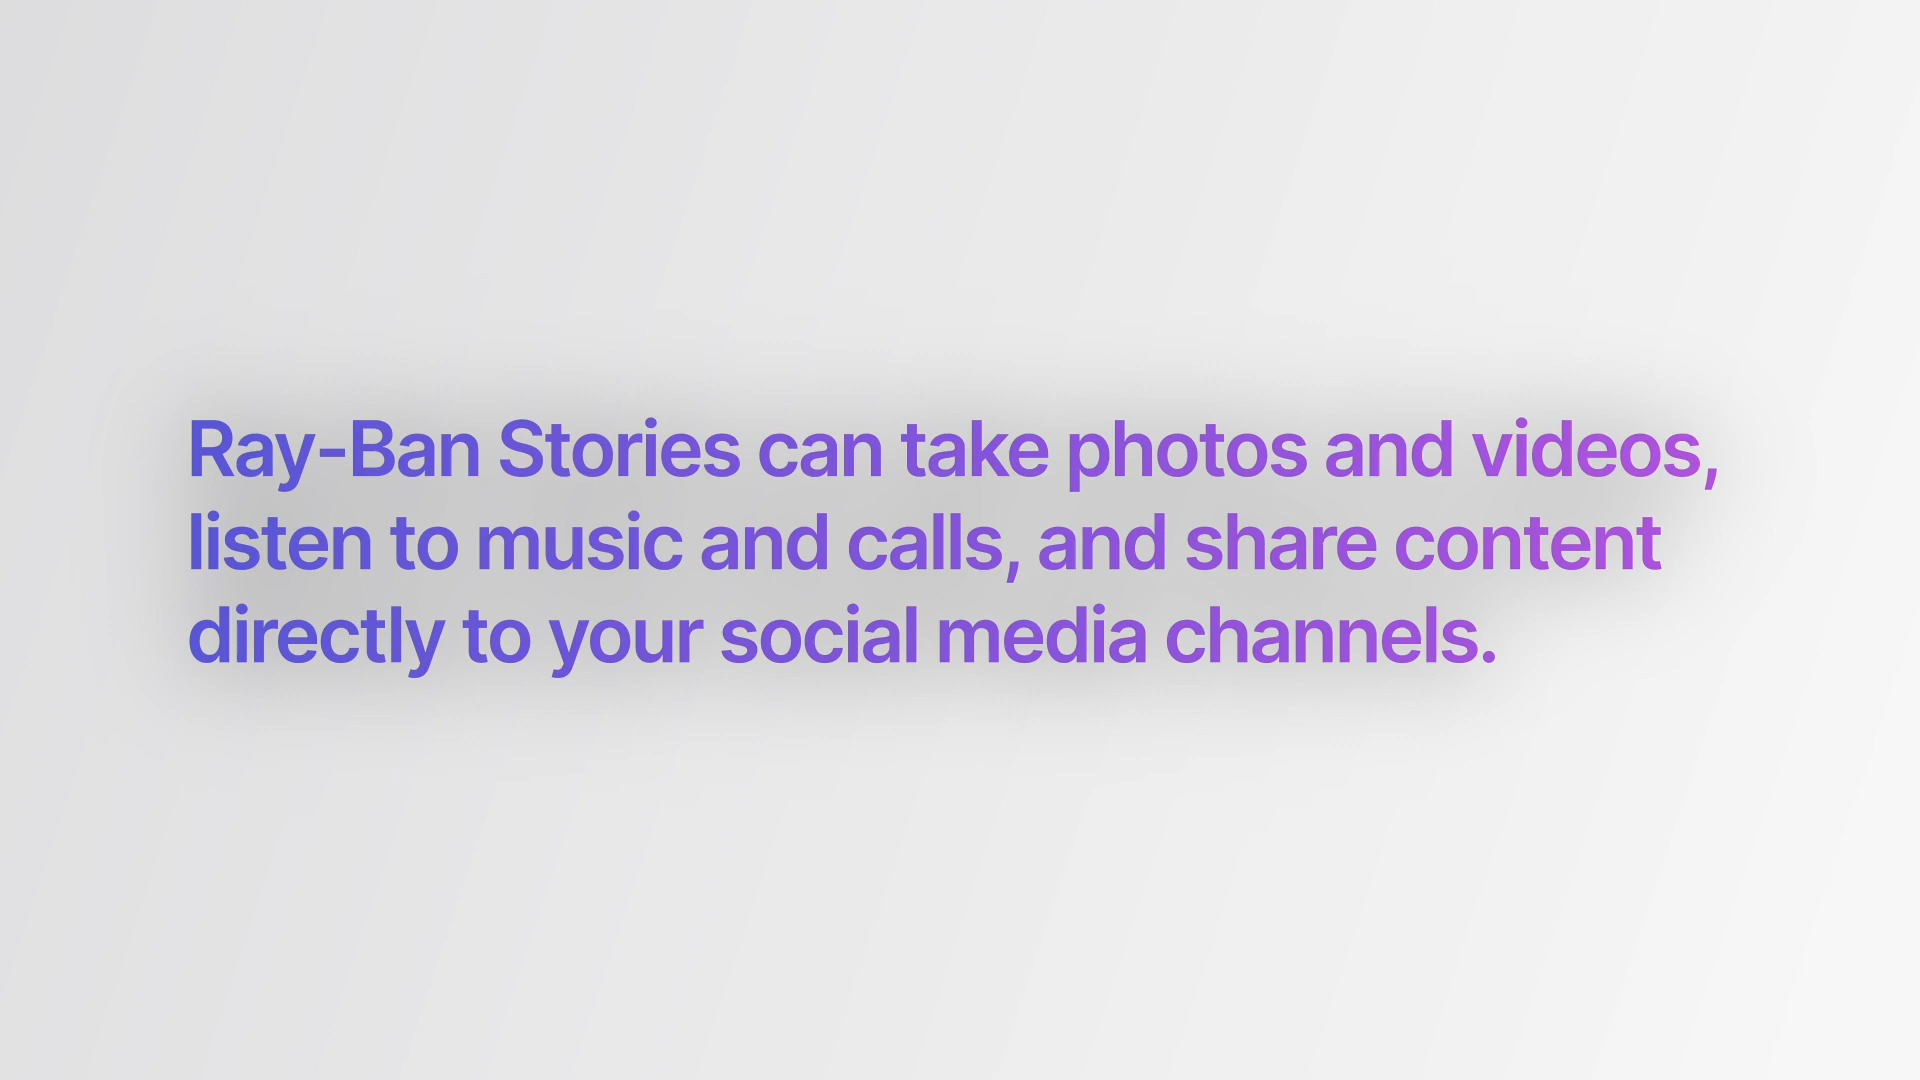 Ray-Ban Stories can take photos and videos,
listen to music and calls, and share content
directly to your social media channels.